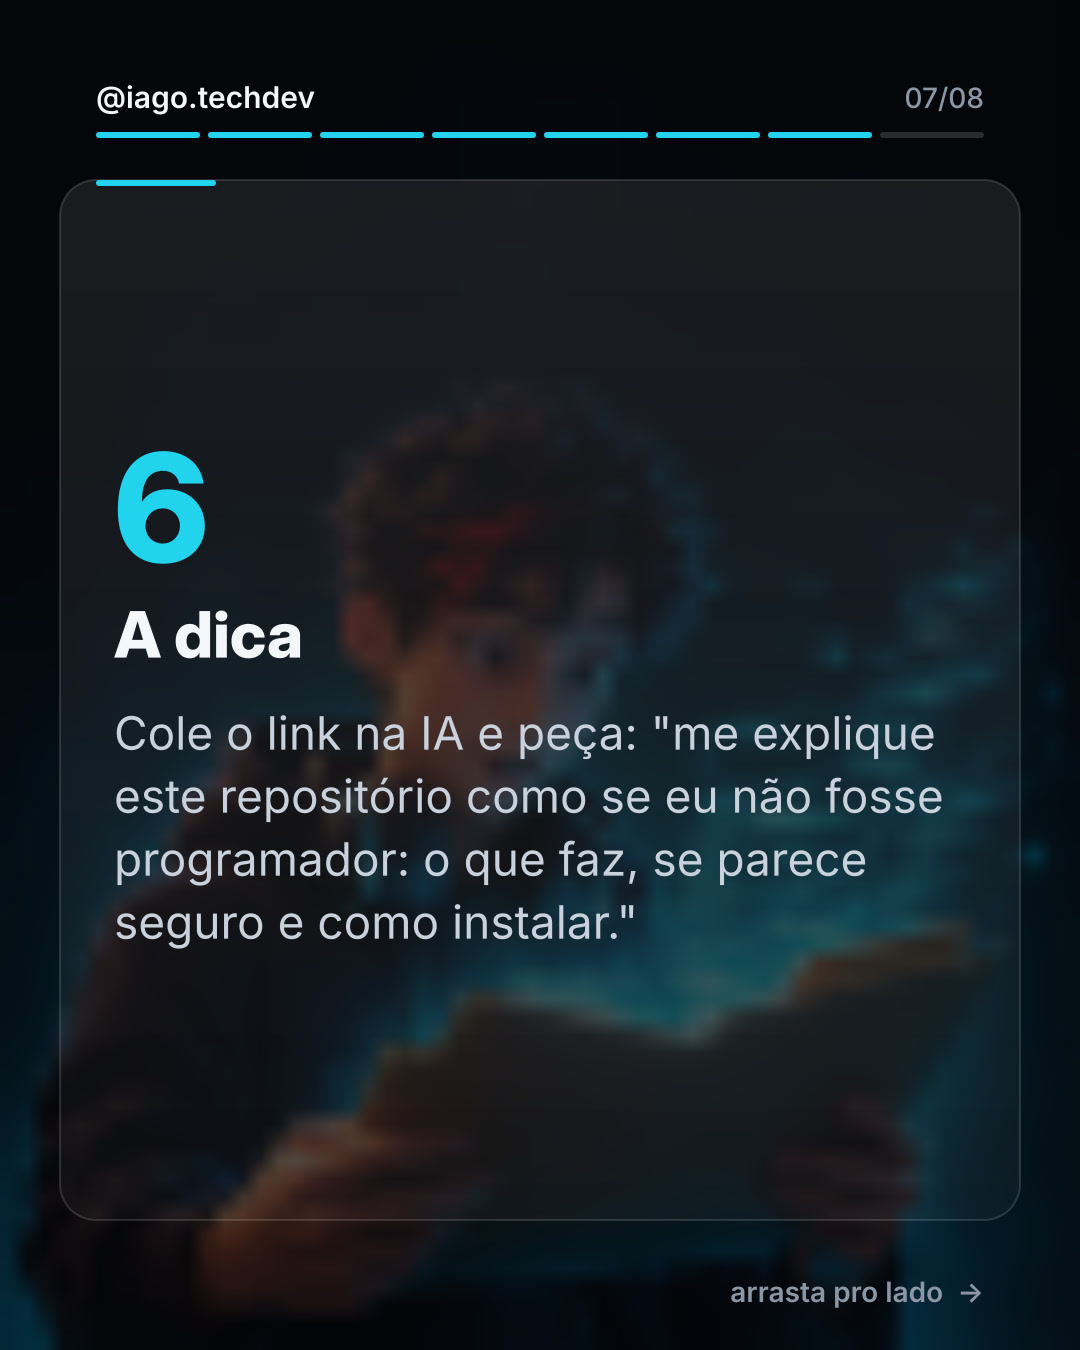 @iago.techdev
07/08
6
A dica
Cole o link na IA e peça: "me explique
este repositório como se eu não fosse
programador: o que faz, se parece
seguro e como instalar."
arrasta pro lado →